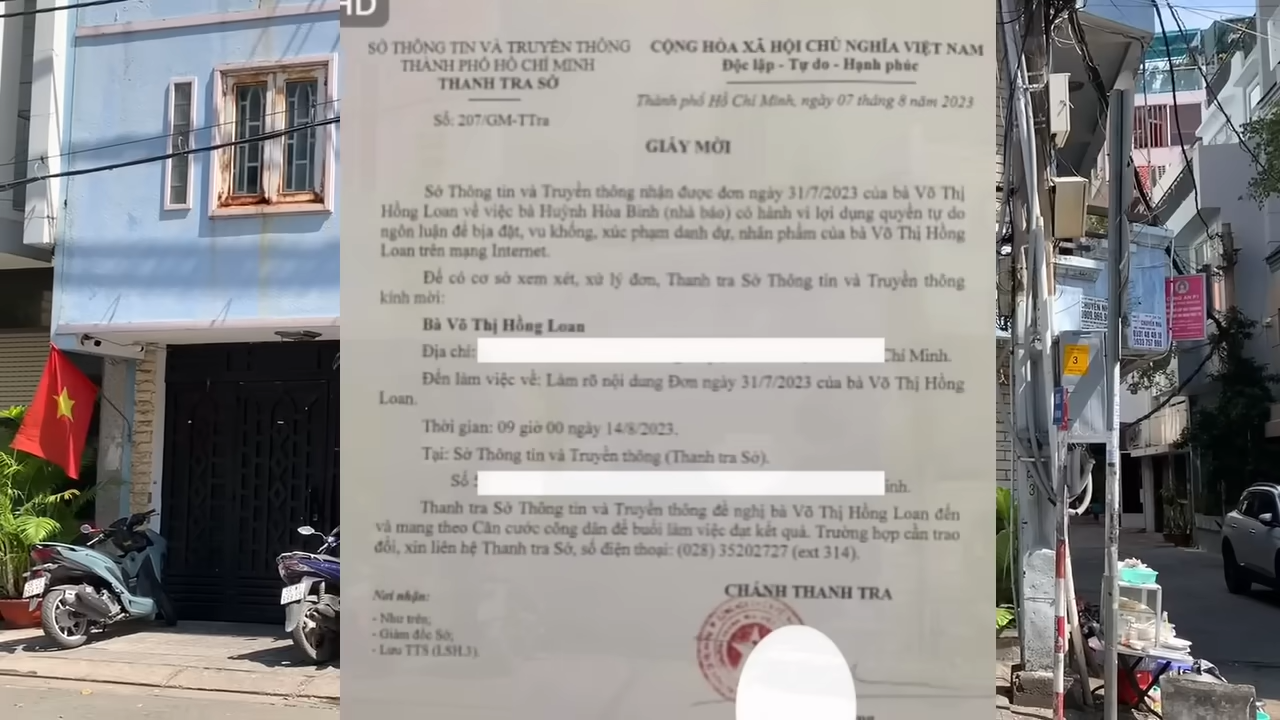 HD
SỞ THÔNG TIN VÀ TRUYỀN THÔNG
THÀNH PHỐ HỒ CHÍ MINH
THANH TRA SỞ
Số: 207/GM-TTra
CỘNG HÒA XÃ HỘI CHỦ NGHĨA VIỆT NAM
Độc lập - Tự do - Hạnh phúc
Thành phố Hồ Chí Minh, ngày 07 tháng 8 năm 2023
GIẤY MỜI
Sở Thông tin và Truyền thông nhận được đơn ngày 31/7/2023 của bà Võ Thị
Hồng Loan về việc bà Huỳnh Hòa Bình (nhà báo) có hành vi lợi dụng quyền tự do
ngôn luận để bịa đặt, vu khống, xúc phạm danh dự, nhân phẩm của bà Võ Thị Hồng
Loan trên mạng Internet.
Để có cơ sở xem xét, xử lý đơn, Thanh tra Sở Thông tin và Truyền thông
kính mời:
Bà Võ Thị Hồng Loan
Địa chỉ: Chí Minh.
Đến làm việc về: Làm rõ nội dung Đơn ngày 31/7/2023 của bà Võ Thị Hồng
Loan.
Thời gian: 09 giờ 00 ngày 14/8/2023.
Tại: Sở Thông tin và Truyền thông (Thanh tra Sở).
Số
Thanh tra Sở Thông tin và Truyền thông đề nghị bà Võ Thị Hồng Loan đến
và mang theo Căn cước công dân để buổi làm việc đạt kết quả. Trường hợp cần trao
đổi, xin liên hệ Thanh tra Sở, số điện thoại: (028) 35202727 (ext 314).
Nơi nhận:
- Như trên;
- Giám đốc Sở;
- Lưu TTS (LSH.3).
CHÁNH THANH TRA
3